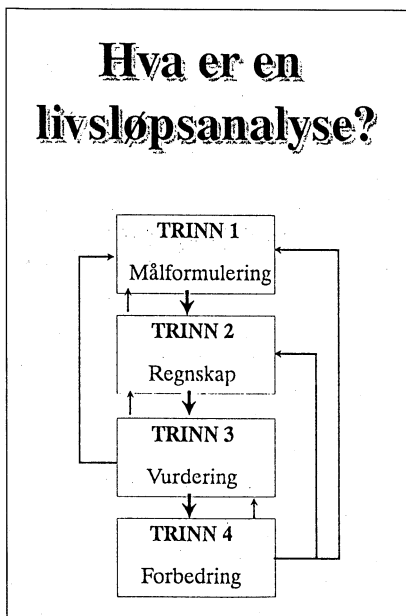 Hva er en
livsløpsanalyse?
TRINN 1
Målformulering
TRINN 2
Regnskap
TRINN 3
Vurdering
TRINN 4
Forbedring